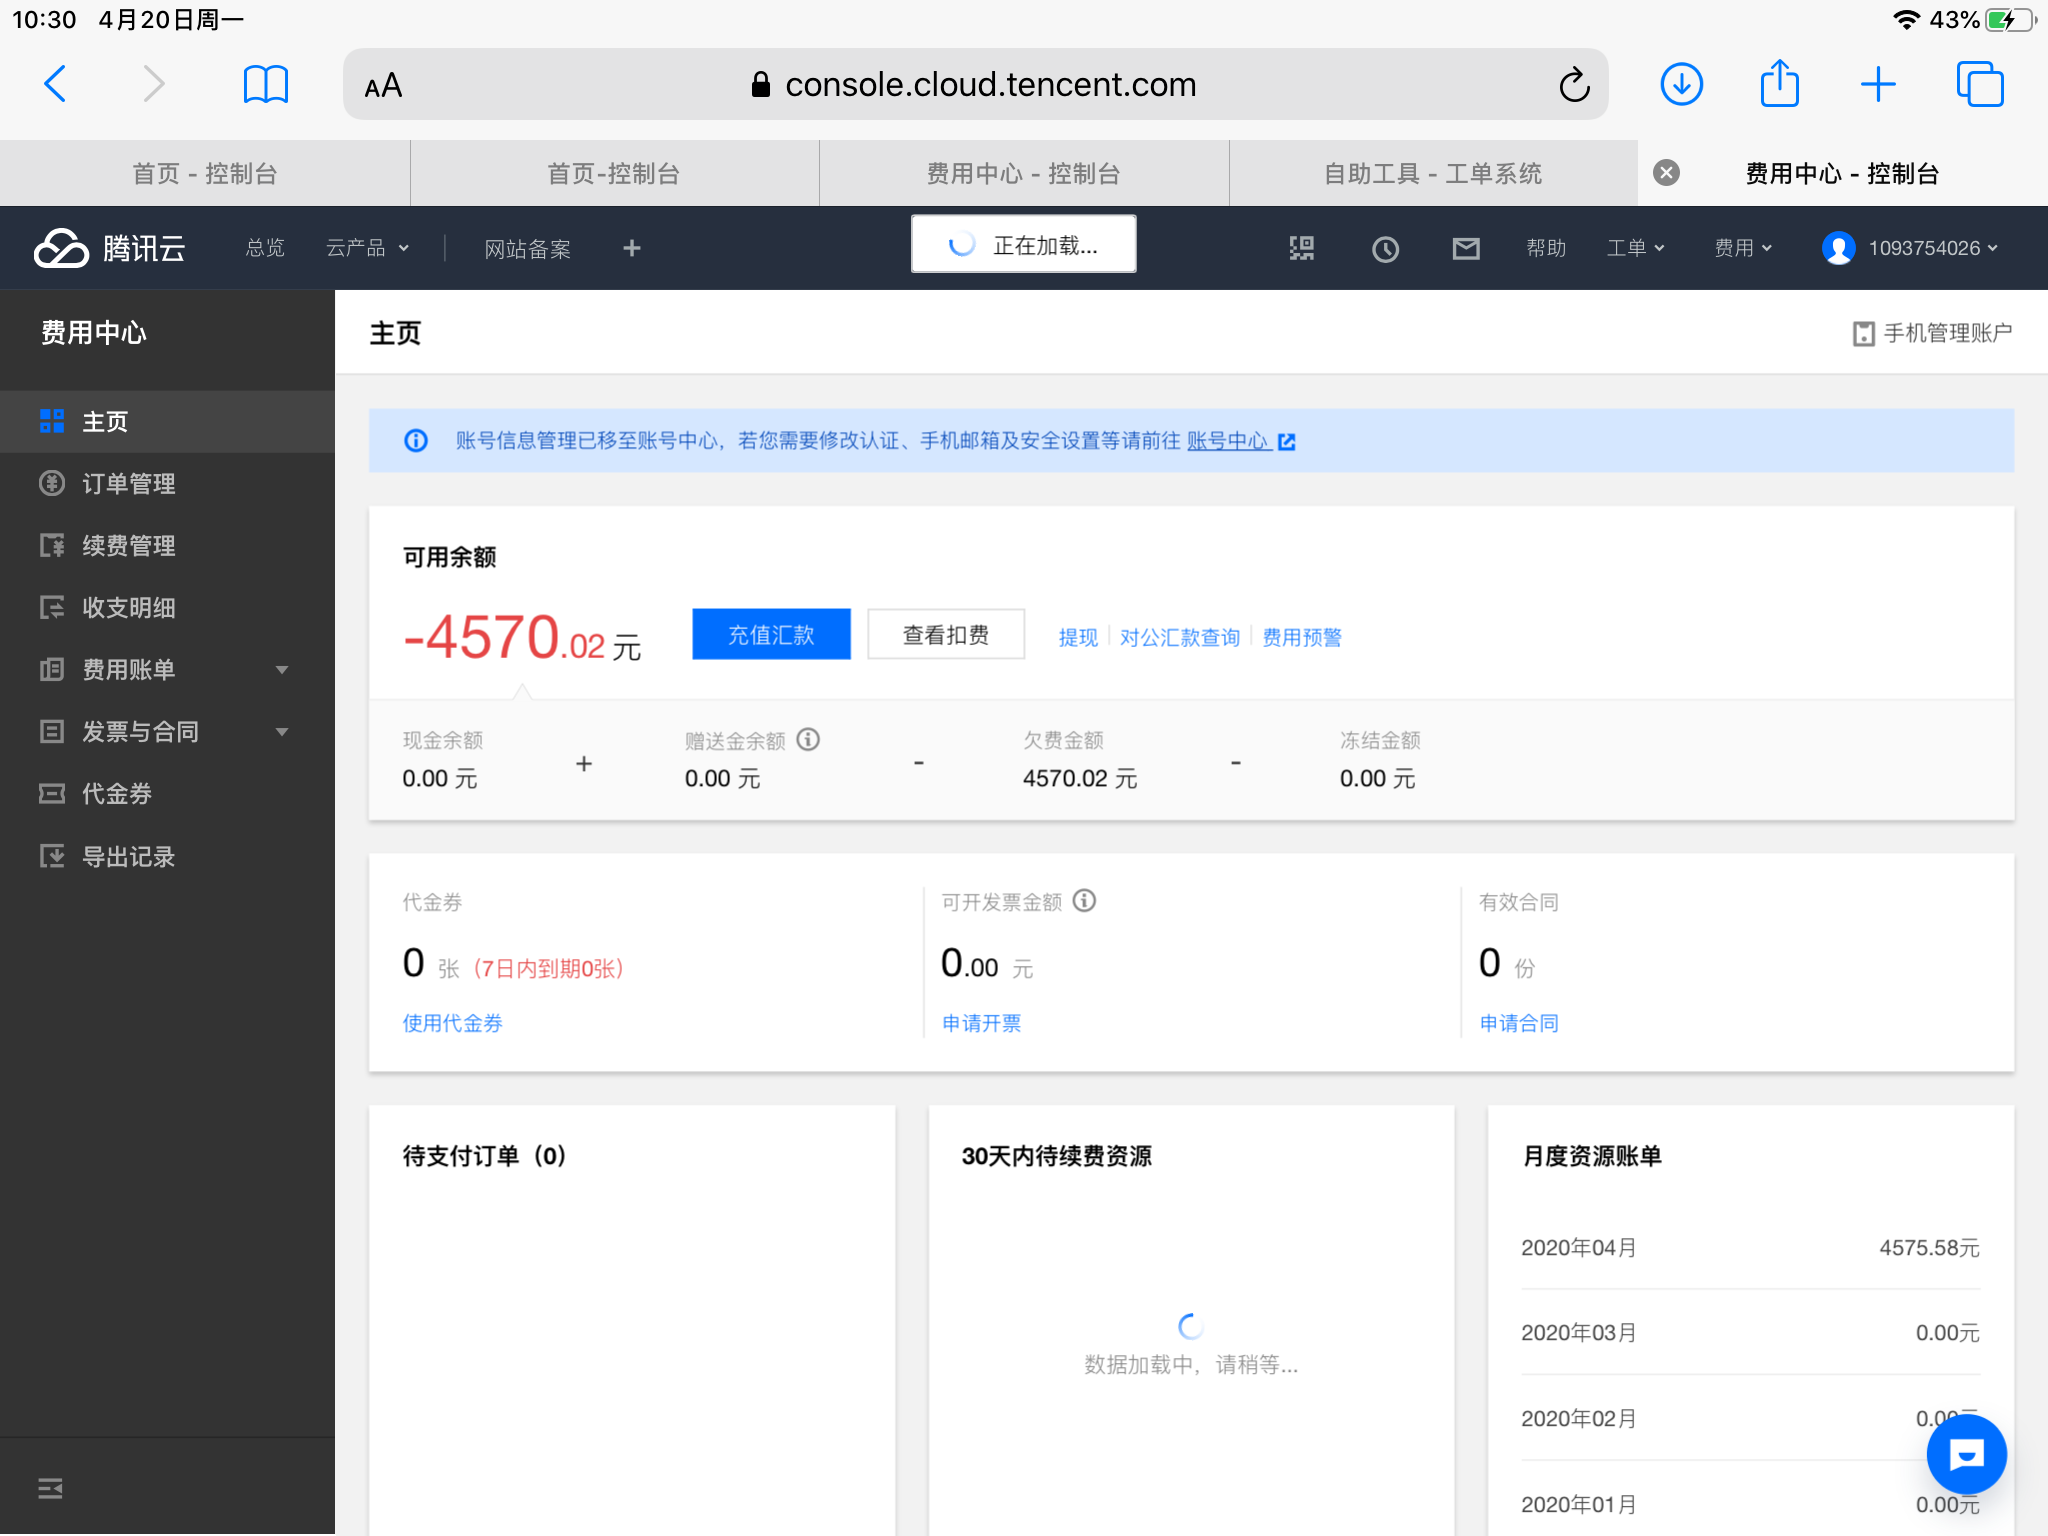 10:30 4月20日周一
43%
AA console.cloud.tencent.com
首页 - 控制台
首页-控制台
费用中心 - 控制台
自助工具 - 工单系统
费用中心 - 控制台
腾讯云 总览 云产品 网站备案 + 正在加载... 帮助 工单 费用 1093754026
费用中心
主页
订单管理
续费管理
收支明细
费用账单
发票与合同
代金券
导出记录
主页
手机管理账户
账号信息管理已移至账号中心，若您需要修改认证、手机邮箱及安全设置等请前往 账号中心
可用余额
-4570.02 元 充值汇款 查看扣费 提现 对公汇款查询 费用预警
现金余额
0.00 元
+
赠送金余额
0.00 元
-
欠费金额
4570.02 元
-
冻结金额
0.00 元
代金券
0 张（7日内到期0张）
使用代金券
可开发票金额
0.00 元
申请开票
有效合同
0 份
申请合同
待支付订单（0）
30天内待续费资源
数据加载中，请稍等...
月度资源账单
2020年04月 4575.58元
2020年03月 0.00元
2020年02月 0.00元
2020年01月 0.00元